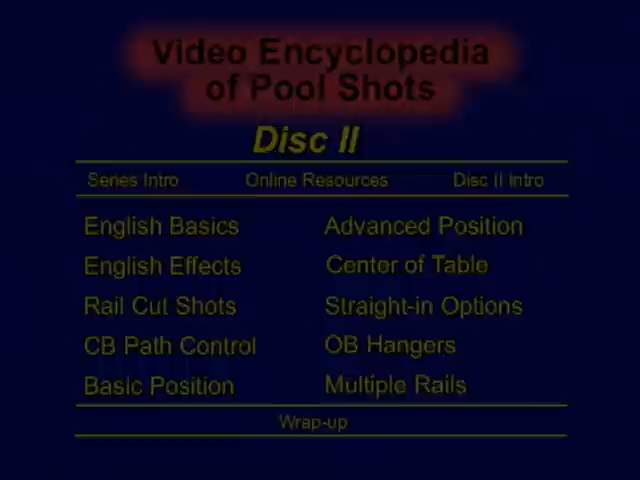 Video Encyclopedia
of Pool Shots
Disc II
Series Intro Online Resources Disc II Intro
English Basics Advanced Position
English Effects Center of Table
Rail Cut Shots Straight-in Options
CB Path Control OB Hangers
Basic Position Multiple Rails
Wrap-up